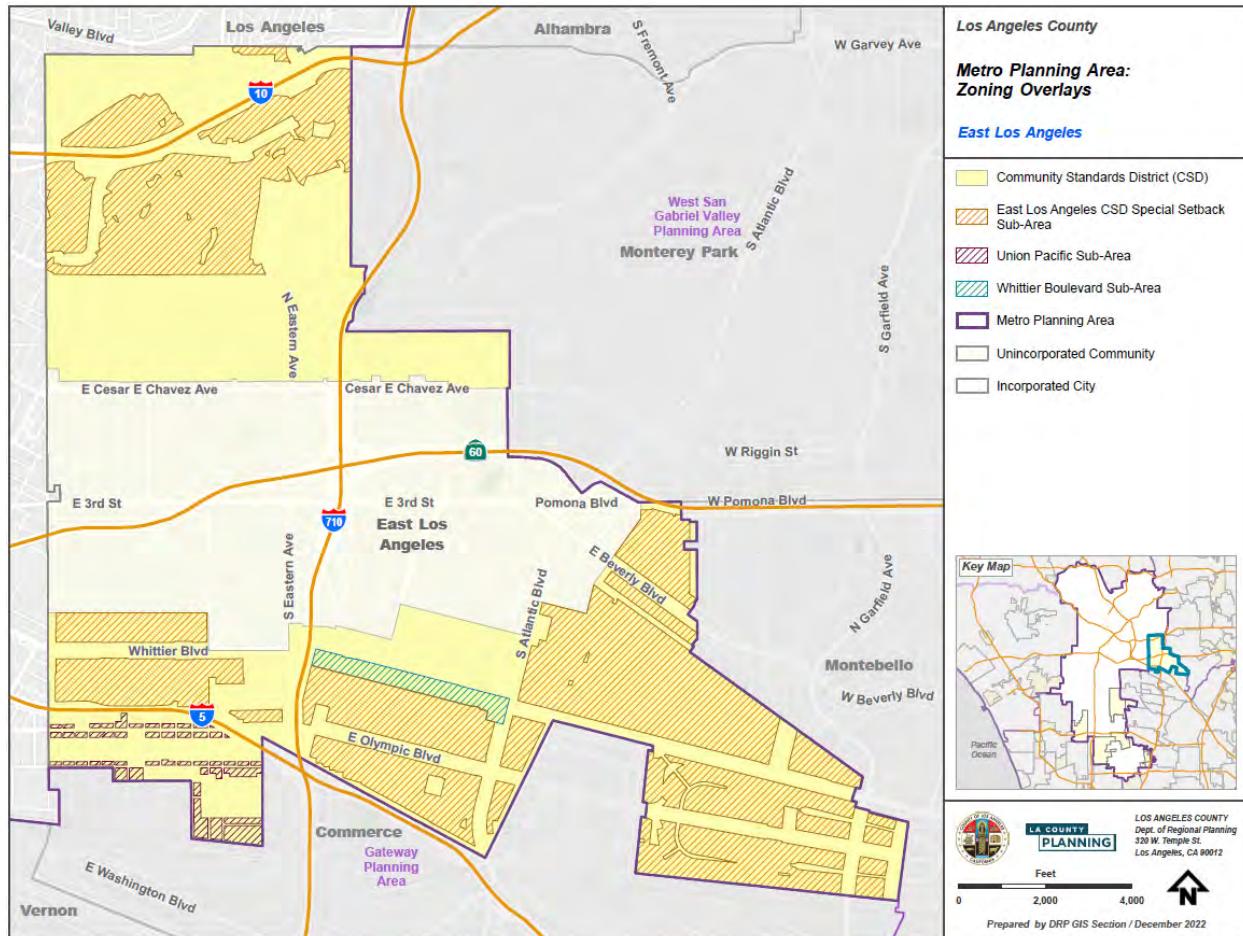 Valley Blvd
Los Angeles
Alhambra
S Fremont Ave
W Garvey Ave
10
West San
Gabriel Valley
Planning Area
Monterey Park
S Atlantic Blvd
S Garfield Ave
N Eastern Ave
E Cesar E Chavez Ave
Cesar E Chavez Ave
60
W Riggin St
E 3rd St
E 3rd St
Pomona Blvd
W Pomona Blvd
710
East Los
Angeles
S Eastern Ave
E Beverly Blvd
S Atlantic Blvd
N Garfield Ave
Whittier Blvd
Montebello
W Beverly Blvd
5
E Olympic Blvd
Commerce
Gateway
Planning
Area
E Washington Blvd
Vernon
Los Angeles County
Metro Planning Area:
Zoning Overlays
East Los Angeles
Community Standards District (CSD)
East Los Angeles CSD Special Setback
Sub-Area
Union Pacific Sub-Area
Whittier Boulevard Sub-Area
Metro Planning Area
Unincorporated Community
Incorporated City
Key Map
Pacific
Ocean
LA COUNTY
PLANNING
LOS ANGELES COUNTY
Dept. of Regional Planning
320 W. Temple St.
Los Angeles, CA 90012
Feet
0 2,000 4,000
N
Prepared by DRP GIS Section / December 2022